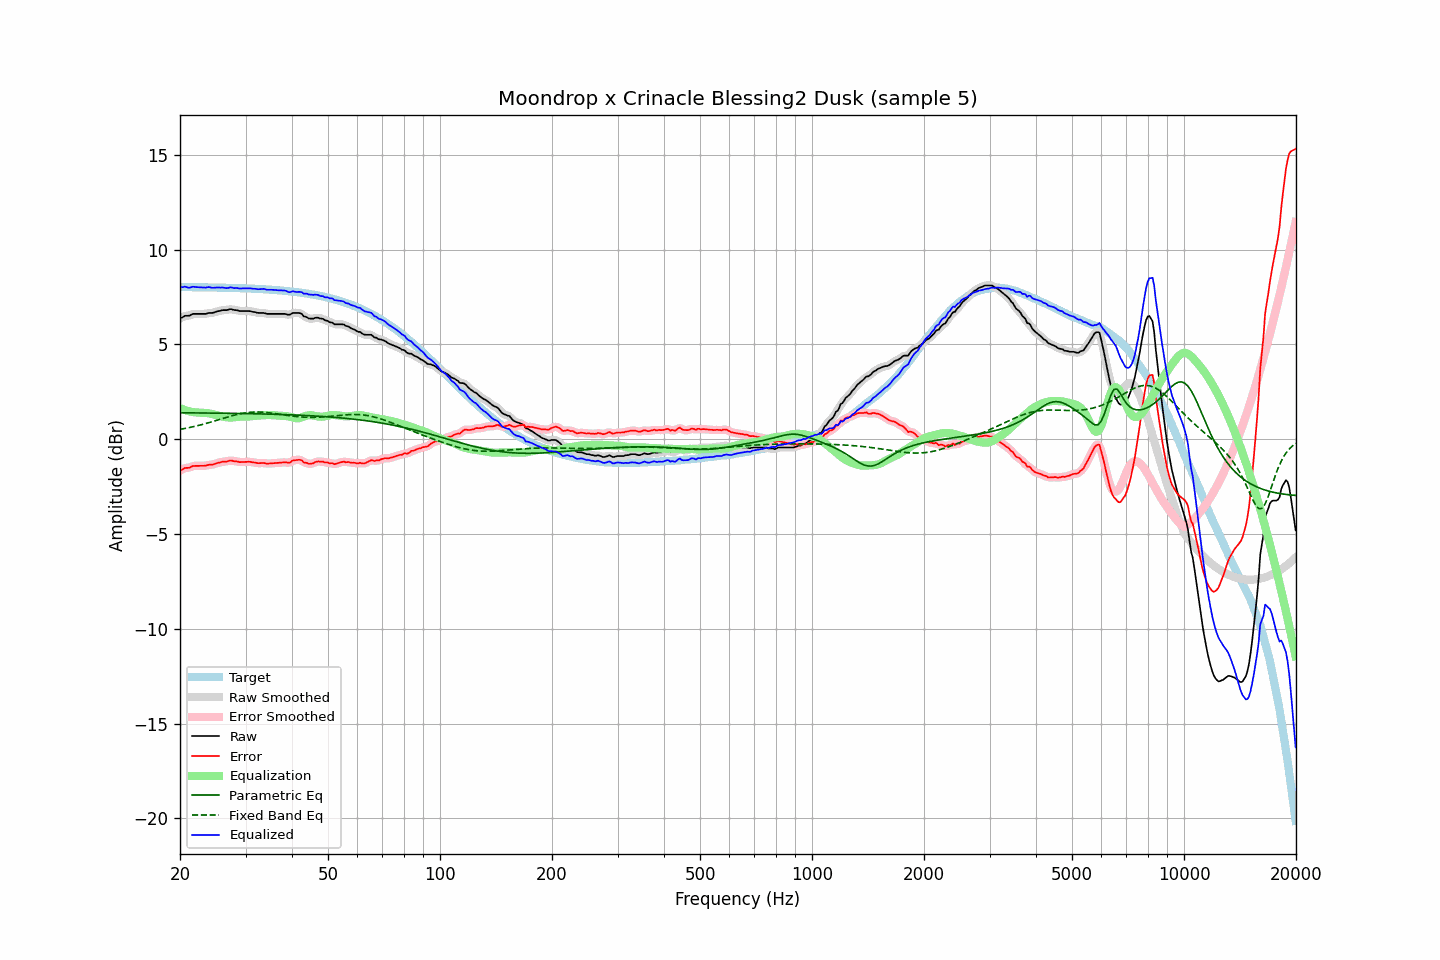 Moondrop x Crinacle Blessing2 Dusk (sample 5)
Amplitude (dBr)
15
10
5
0
−5
−10
−15
−20
Target
Raw Smoothed
Error Smoothed
Raw
Error
Equalization
Parametric Eq
Fixed Band Eq
Equalized
20 50 100 200 500 1000 2000 5000 10000 20000
Frequency (Hz)